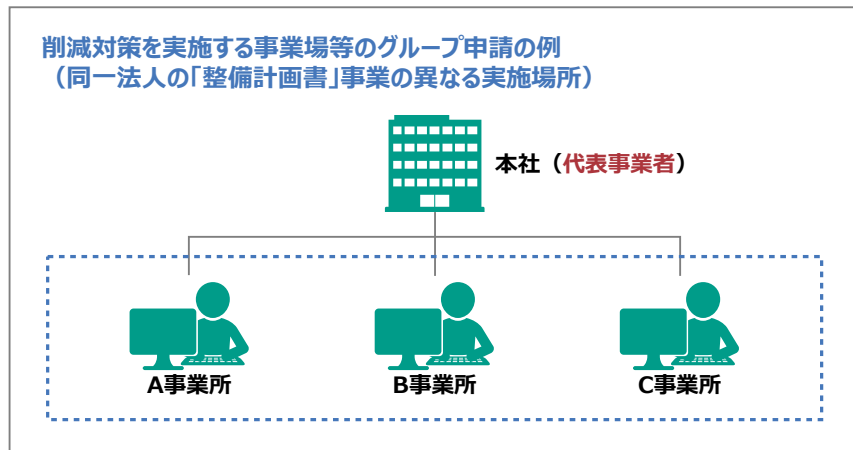 削減対策を実施する事業場等のグループ申請の例
（同一法人の「整備計画書」事業の異なる実施場所）
本社（代表事業者）
A事業所
B事業所
C事業所